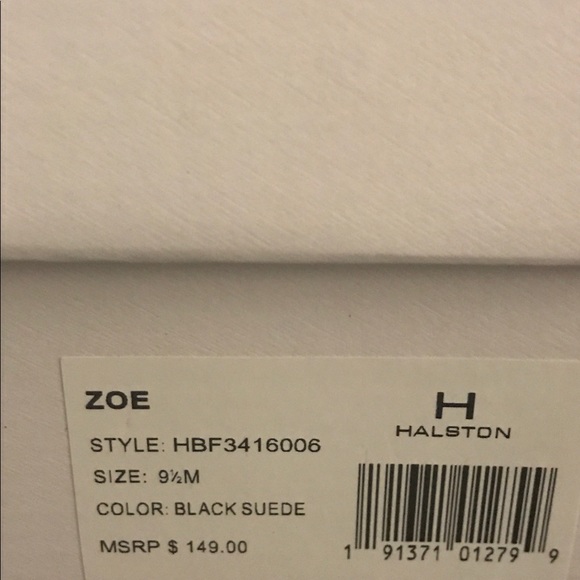 ZOE
H
HALSTON
STYLE: HBF3416006
SIZE: 9½M
COLOR: BLACK SUEDE
MSRP $ 149.00
1 91371 01279 9